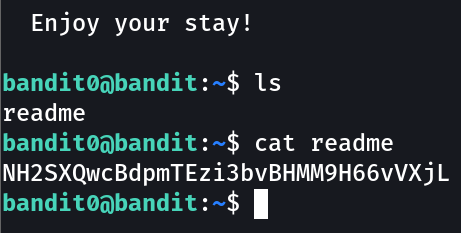 Enjoy your stay!
bandit0@bandit:~$ ls
readme
bandit0@bandit:~$ cat readme
NH2SXQwcBdpmTEzi3bvBHMM9H66vVXjL
bandit0@bandit:~$